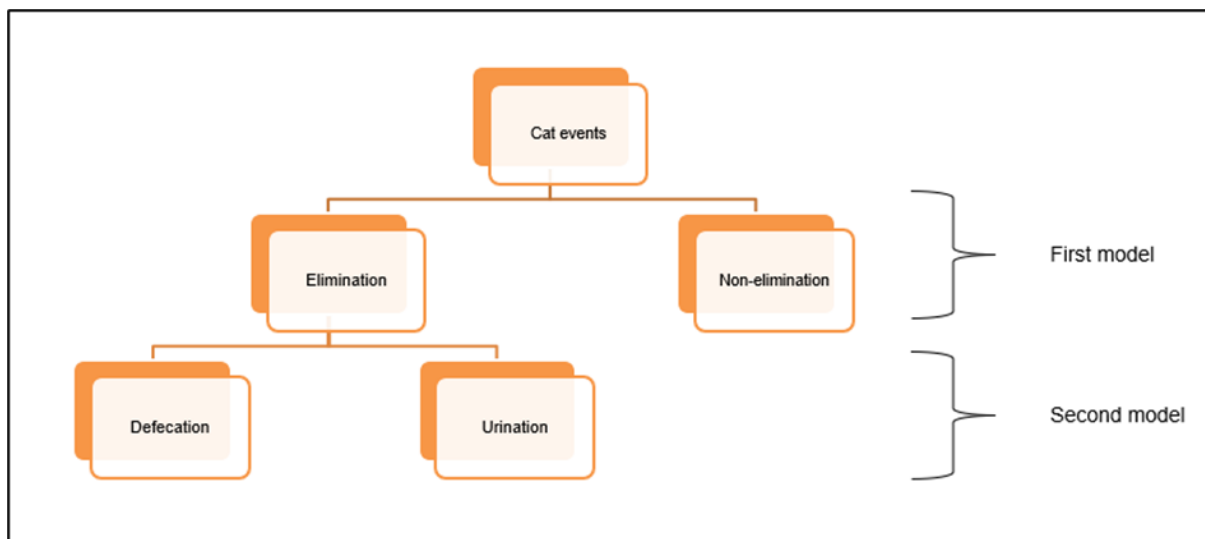 Cat events
Elimination
Non-elimination
First model
Defecation
Urination
Second model